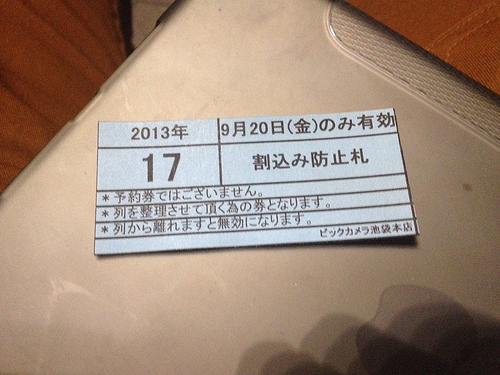 2013年 9月20日(金)のみ有効
17 割込み防止札
＊予約券ではございません。
＊列を整理させて頂く為の券となります。
＊列から離れますと無効になります。
ビックカメラ池袋本店